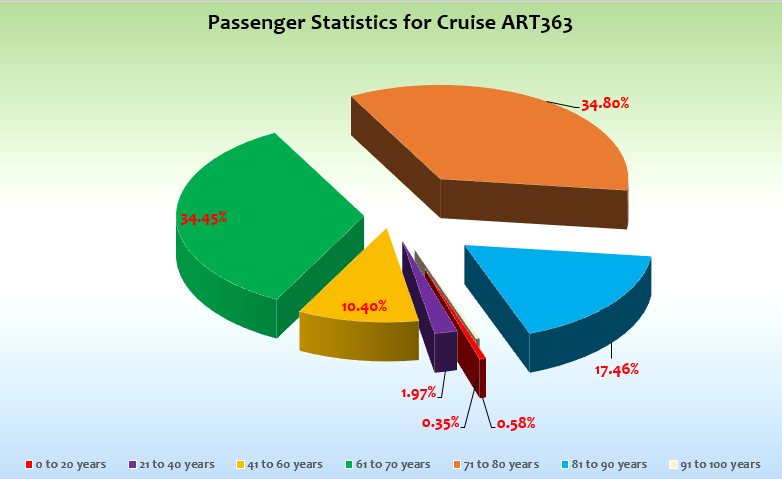 Passenger Statistics for Cruise ART363
34.80%
34.45%
10.40%
17.46%
1.97%
0.35%
0.58%
0 to 20 years
21 to 40 years
41 to 60 years
61 to 70 years
71 to 80 years
81 to 90 years
91 to 100 years